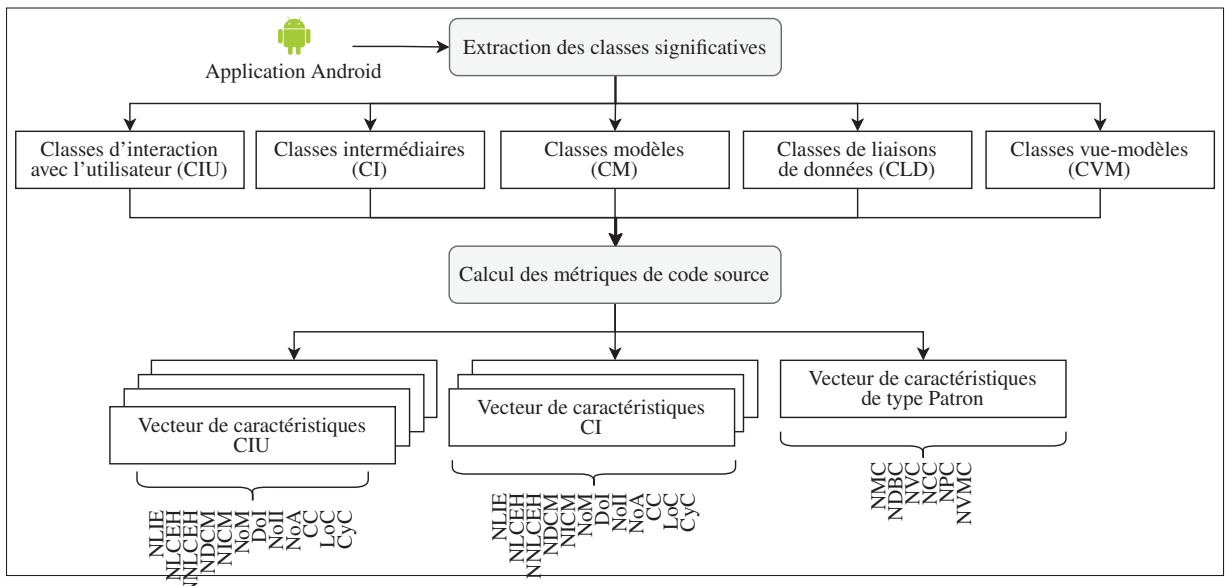 Application Android
Extraction des classes significatives
Classes d'interaction
avec l'utilisateur (CIU)
Classes intermédiaires
(CI)
Classes modèles
(CM)
Classes de liaisons
de données (CLD)
Classes vue-modèles
(CVM)
Calcul des métriques de code source
Vecteur de caractéristiques
CIU
Vecteur de caractéristiques
CI
Vecteur de caractéristiques
de type Patron
NLIE
NLCEH
NNLCEH
NDCM
NICM
NoM
DoI
NoII
NoA
CC
LoC
CyC
NLIE
NLCEH
NNLCEH
NDCM
NICM
NoM
DoI
NoII
NoA
CC
LoC
CyC
NMC
NDBC
NVC
NCC
NPC
NVMC